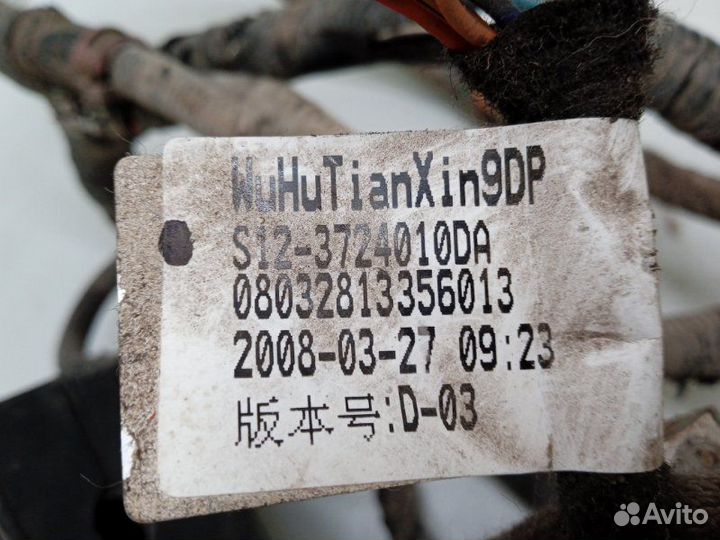 WuHuTianXin9DP
S12-3724010DA
08032813356013
2008-03-27 09:23
版本号:D-03
Avito